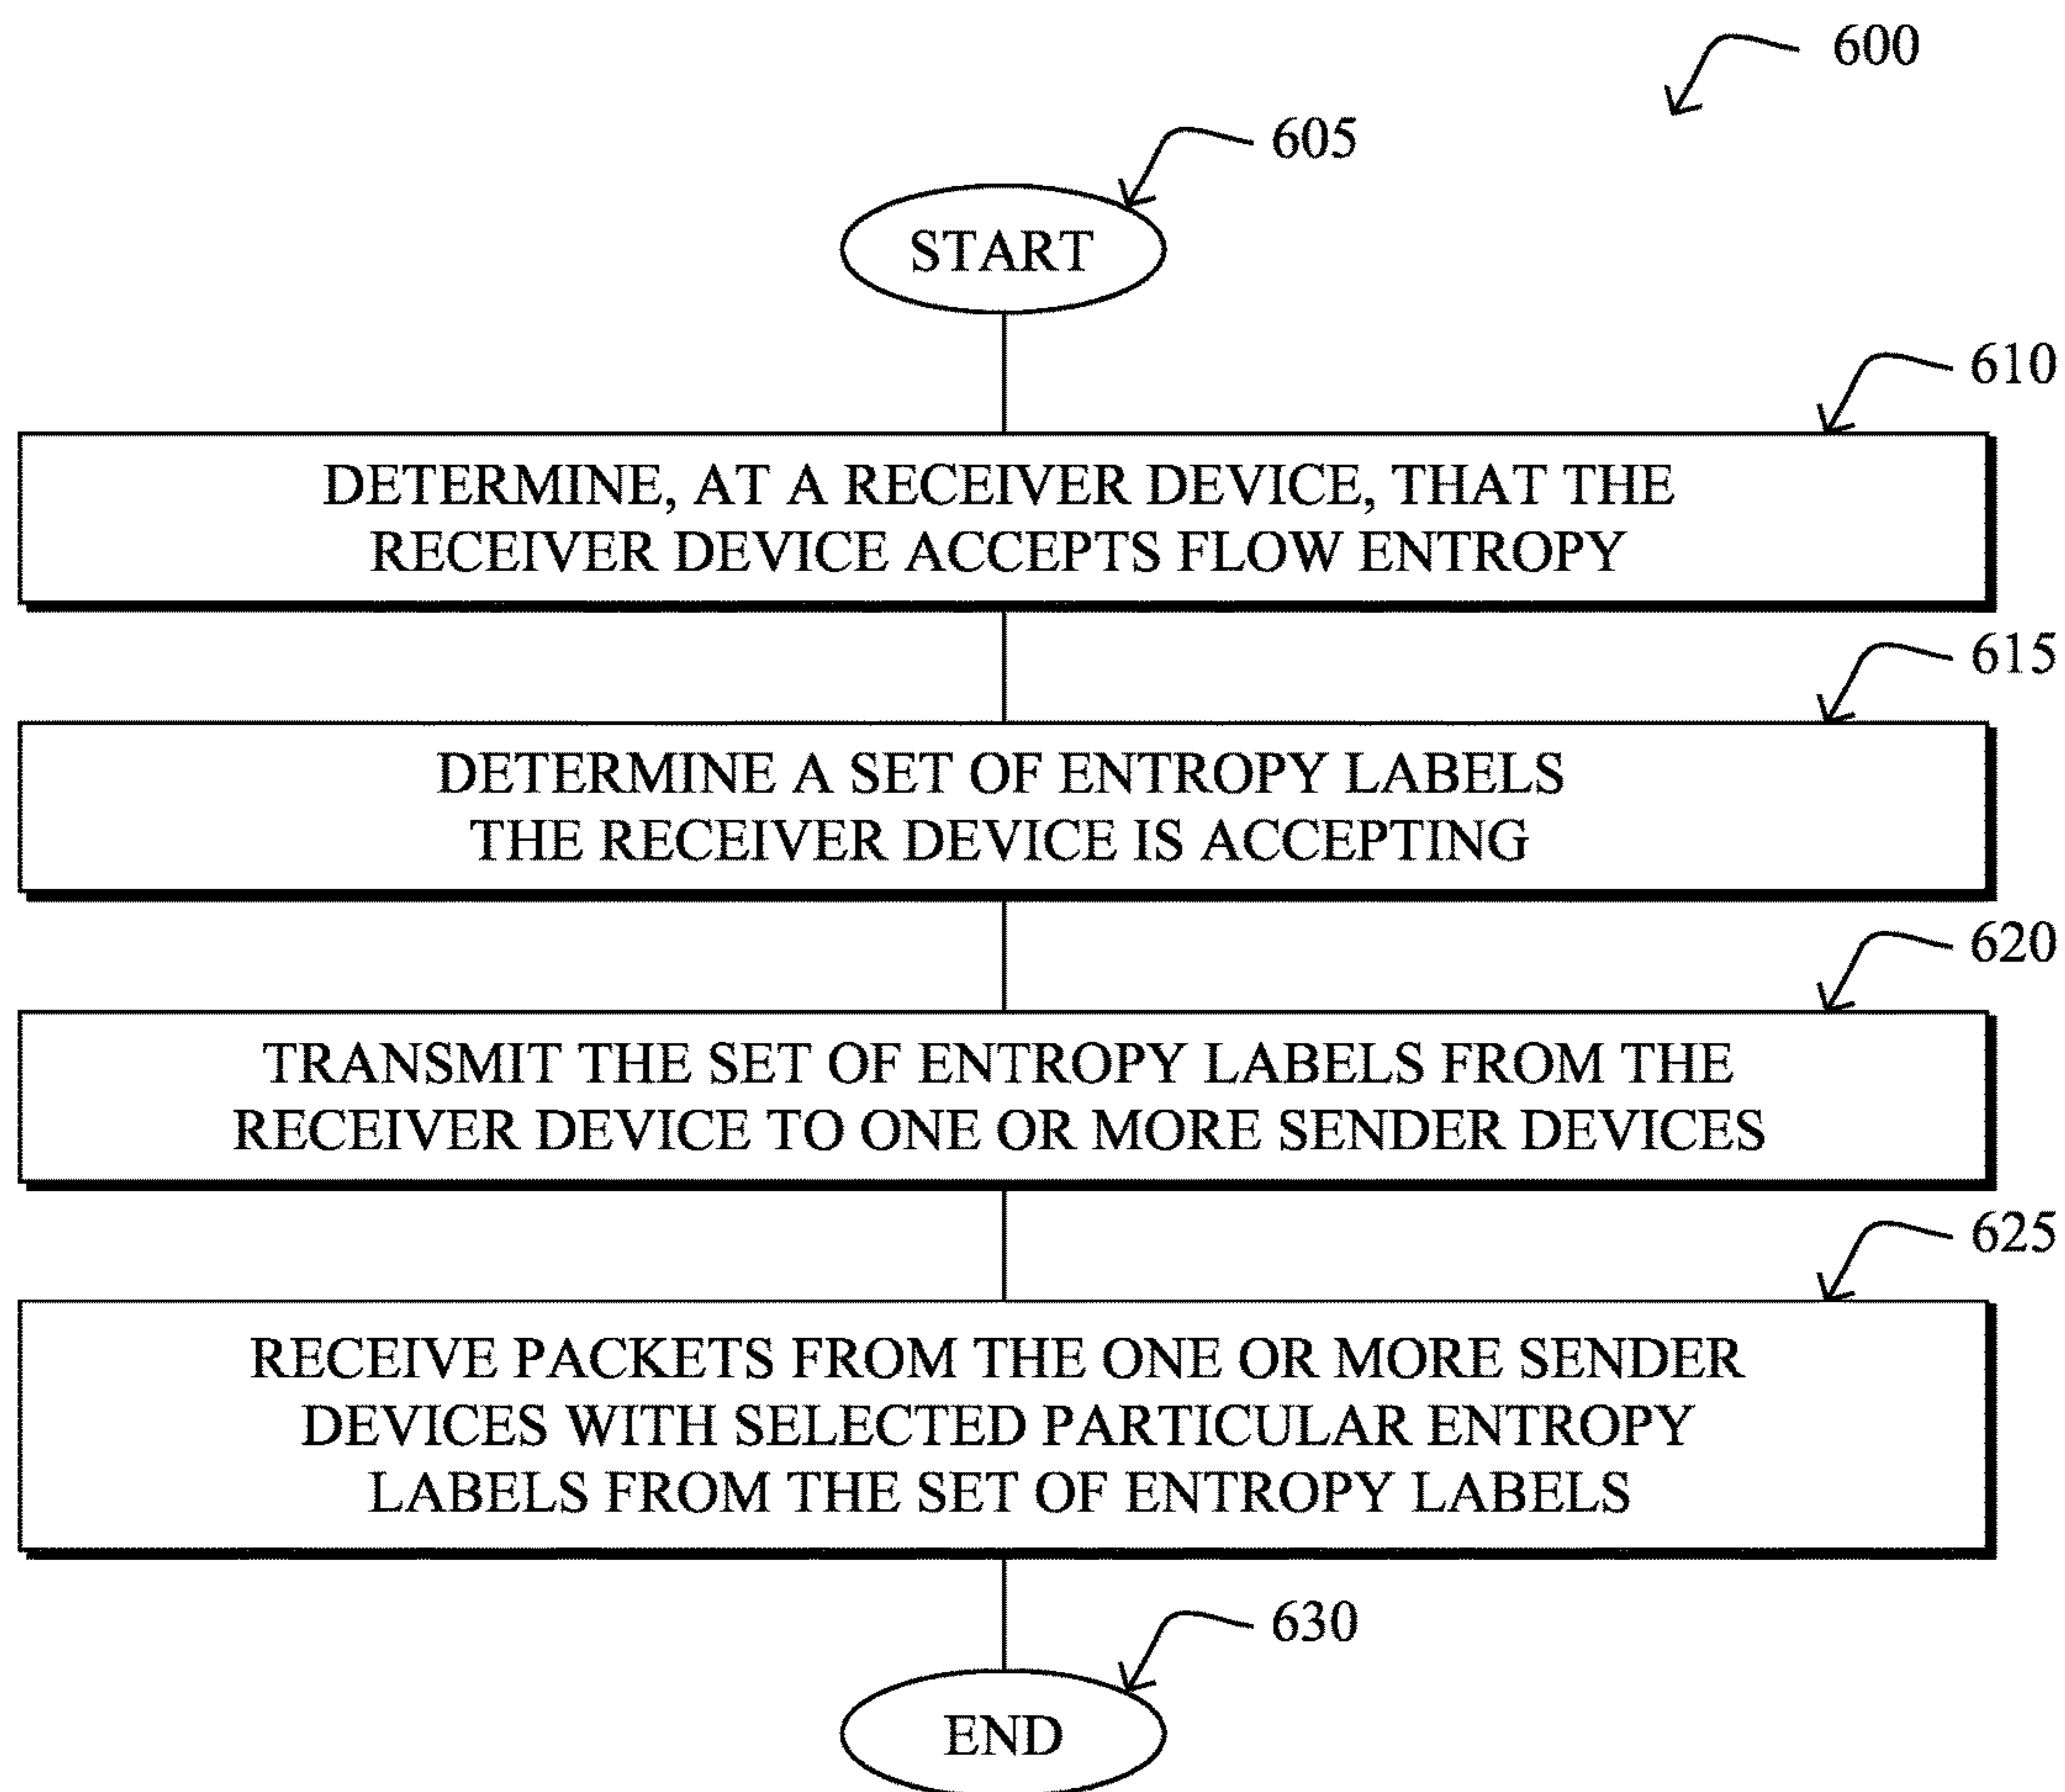 600
605
START
610
DETERMINE, AT A RECEIVER DEVICE, THAT THE
RECEIVER DEVICE ACCEPTS FLOW ENTROPY
615
DETERMINE A SET OF ENTROPY LABELS
THE RECEIVER DEVICE IS ACCEPTING
620
TRANSMIT THE SET OF ENTROPY LABELS FROM THE
RECEIVER DEVICE TO ONE OR MORE SENDER DEVICES
625
RECEIVE PACKETS FROM THE ONE OR MORE SENDER
DEVICES WITH SELECTED PARTICULAR ENTROPY
LABELS FROM THE SET OF ENTROPY LABELS
630
END